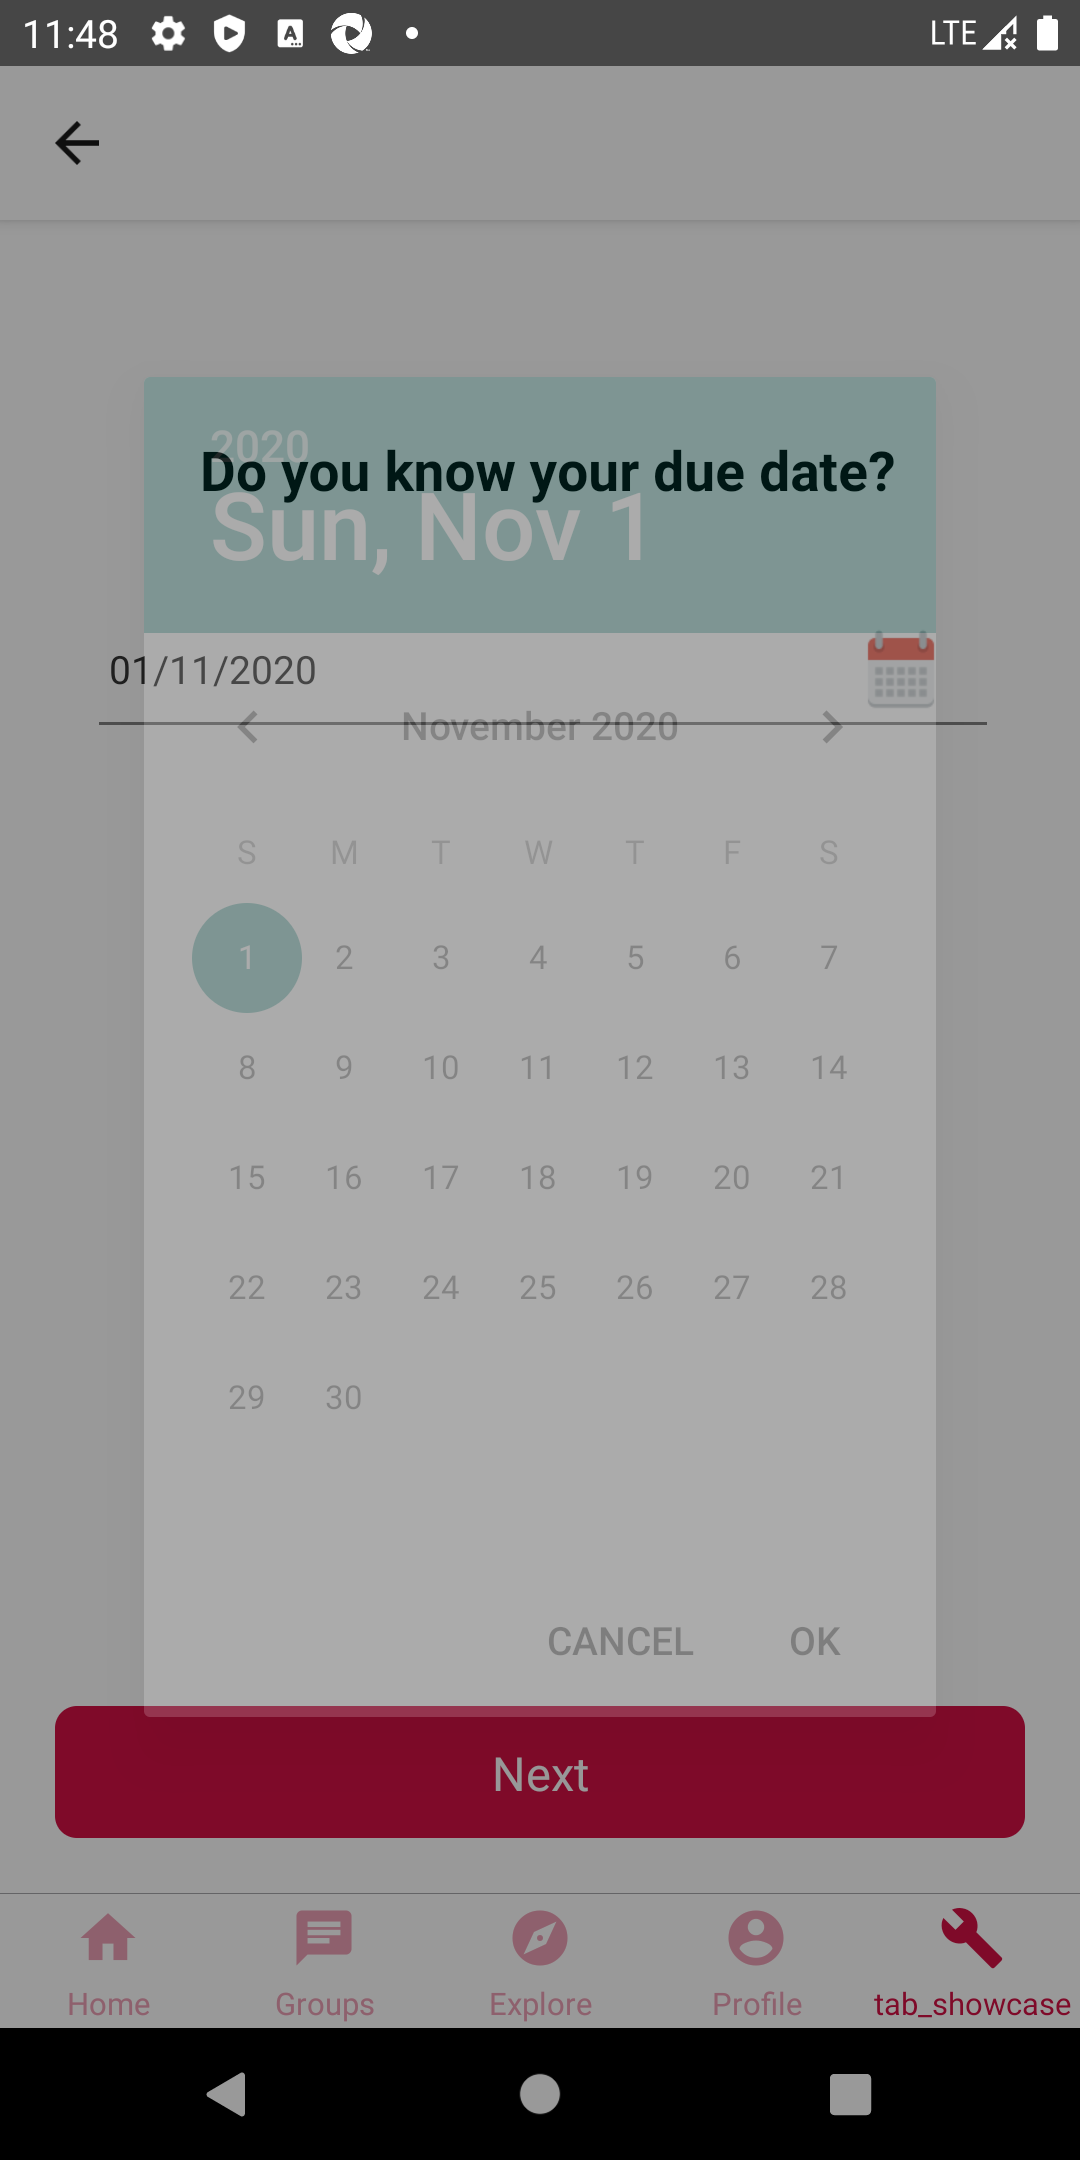 11:48
LTE
2020
Do you know your due date?
Sun, Nov 1
01/11/2020
November 2020
S M T W T F S
1 2 3 4 5 6 7
8 9 10 11 12 13 14
15 16 17 18 19 20 21
22 23 24 25 26 27 28
29 30
CANCEL OK
Next
Home Groups Explore Profile tab_showcase